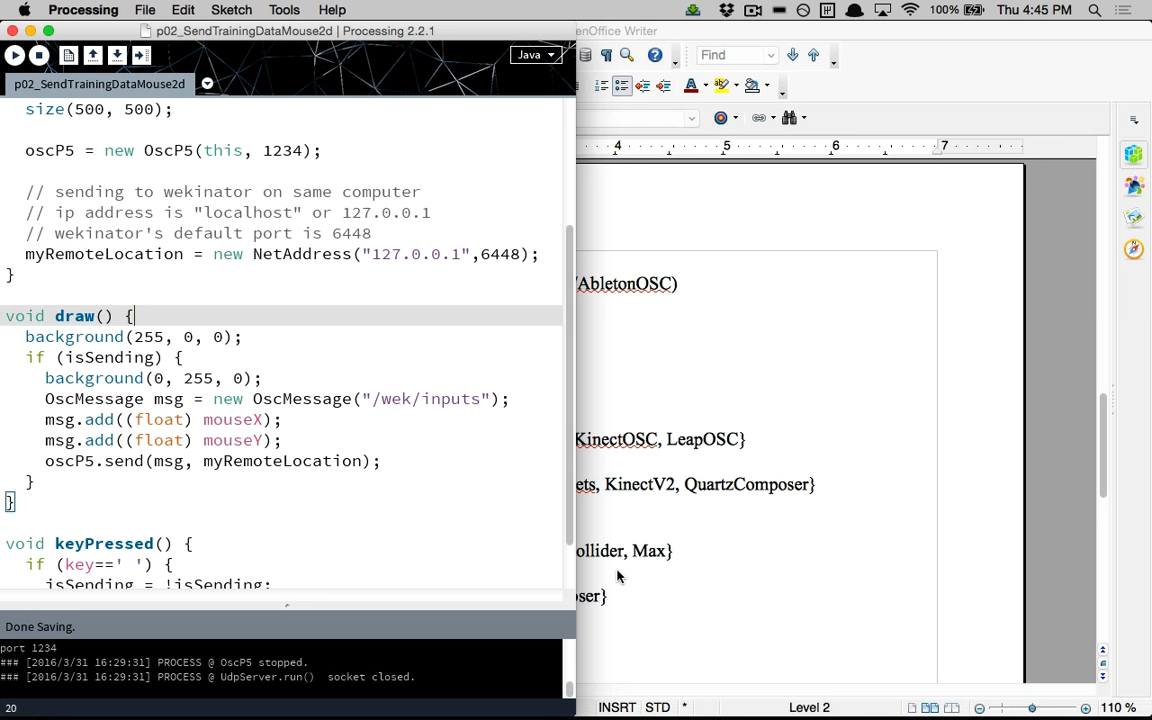 Processing File Edit Sketch Tools Help 100% Thu 4:45 PM
p02_SendTrainingDataMouse2d | Processing 2.2.1
enOffice Writer
Java
Find
p02_SendTrainingDataMouse2d
4 5 6 7
size(500, 500);
oscP5 = new OscP5(this, 1234);
// sending to wekinator on same computer
// ip address is "localhost" or 127.0.0.1
// wekinator's default port is 6448
myRemoteLocation = new NetAddress("127.0.0.1",6448);
}
void draw() {
background(255, 0, 0);
if (isSending) {
background(0, 255, 0);
OscMessage msg = new OscMessage("/wek/inputs");
msg.add((float) mouseX);
msg.add((float) mouseY);
oscP5.send(msg, myRemoteLocation);
}
}
void keyPressed() {
if (key==' ') {
isSending = !isSending;
/AbletonOSC)
KinectOSC, LeapOSC}
ets, KinectV2, QuartzComposer}
ollider, Max}
oser}
Done Saving.
port 1234
### [2016/3/31 16:29:31] PROCESS @ OscP5 stopped.
### [2016/3/31 16:29:31] PROCESS @ UdpServer.run() socket closed.
20
INSRT STD * Level 2 110 %